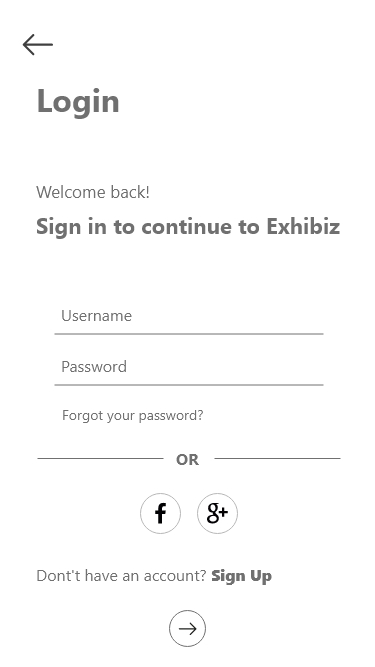 Login
Welcome back!
Sign in to continue to Exhibiz
Username
Password
Forgot your password?
OR
f g+
Dont't have an account? Sign Up